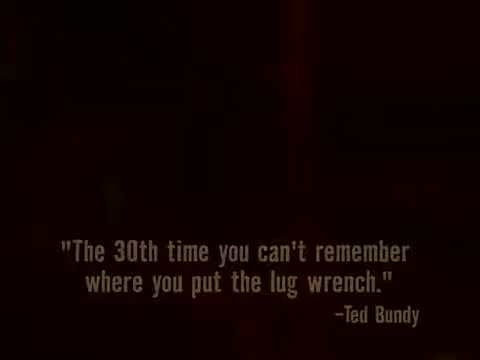 "The 30th time you can't remember
where you put the lug wrench."
–Ted Bundy